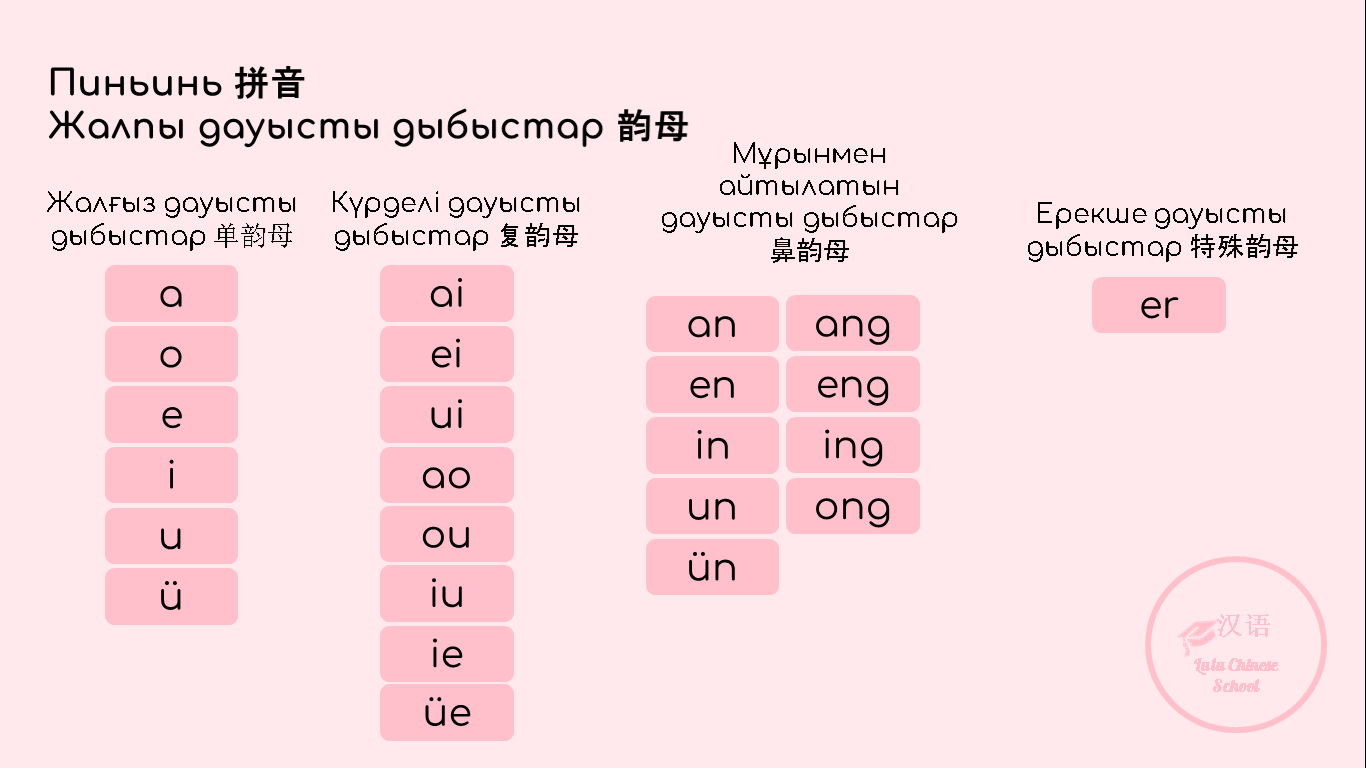 Пиньинь 拼音
Жалпы дауысты дыбыстар 韵母
Жалғыз дауысты
дыбыстар 单韵母
a
o
e
i
u
ü
Күрделі дауысты
дыбыстар 复韵母
ai
ei
ui
ao
ou
iu
ie
üe
Мұрынмен
айтылатын
дауысты дыбыстар
鼻韵母
an
ang
en
eng
in
ing
un
ong
ün
Ерекше дауысты
дыбыстар 特殊韵母
er
汉语
Lulu Chinese
School